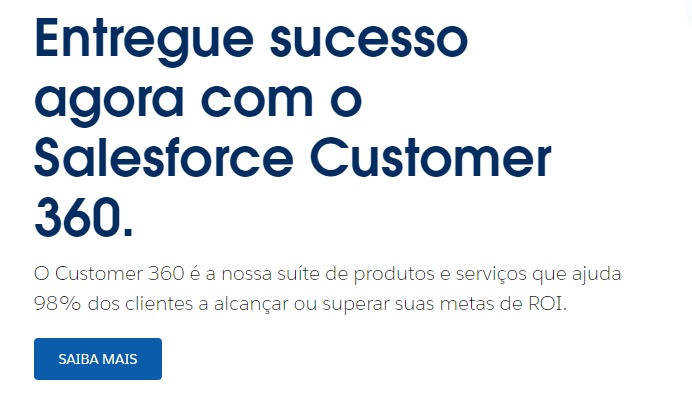 Entregue sucesso
agora com o
Salesforce Customer
360.
O Customer 360 é a nossa suíte de produtos e serviços que ajuda
98% dos clientes a alcançar ou superar suas metas de ROI.
SAIBA MAIS